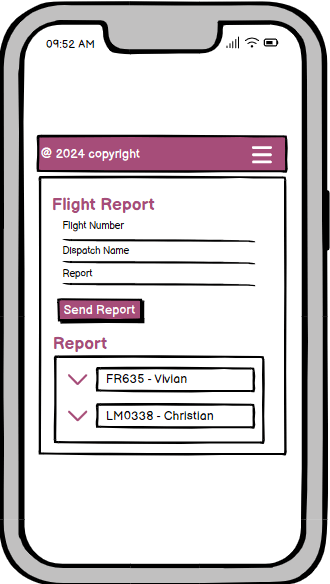 09:52 AM
@ 2024 copyright
Flight Report
Flight Number
Dispatch Name
Report
Send Report
Report
FR635 - Vivian
LM0338 - Christian